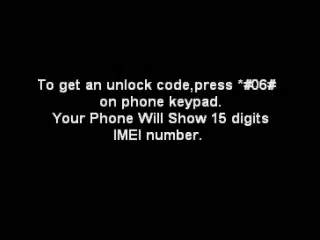 To get an unlock code,press *#06#
on phone keypad.
Your Phone Will Show 15 digits
IMEI number.